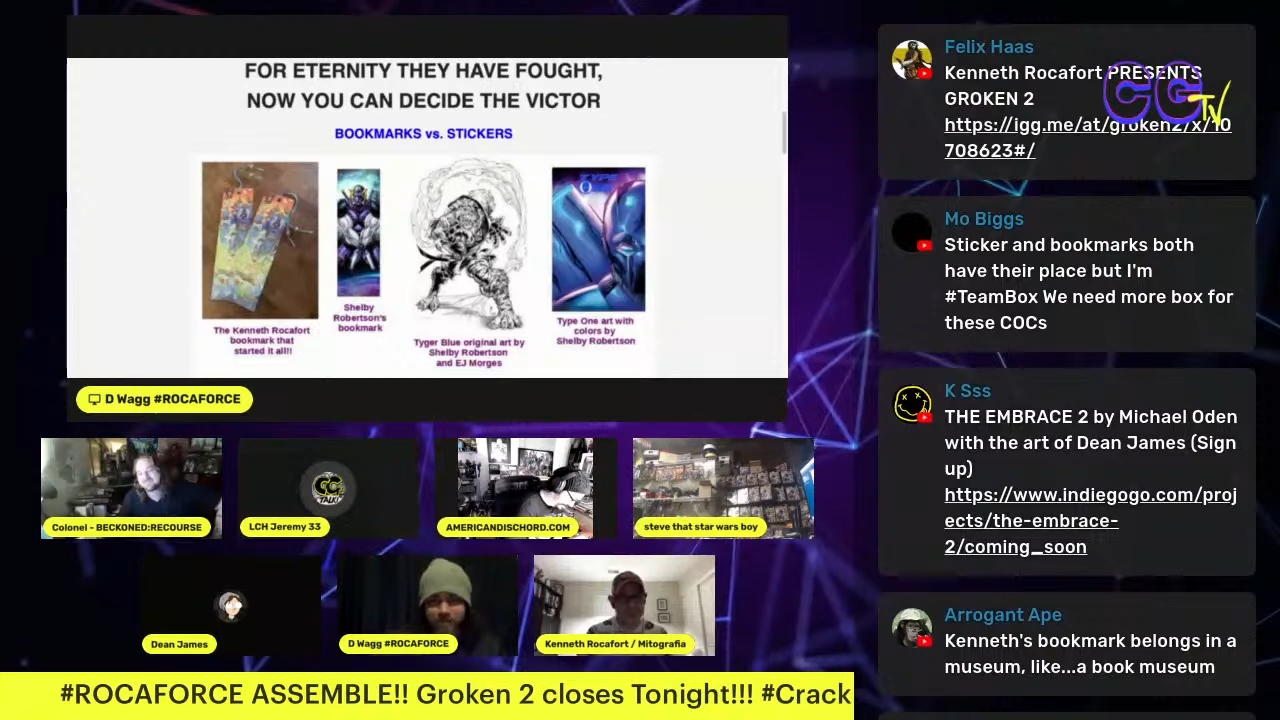 FOR ETERNITY THEY HAVE FOUGHT,
NOW YOU CAN DECIDE THE VICTOR
BOOKMARKS vs. STICKERS
TYPE
The Kenneth Rocafort
bookmark that
started it all!!
Shelby
Robertson's
bookmark
Tyger Blue original art by
Shelby Robertson
and EJ Morges
Type One art with
colors by
Shelby Robertson
D Wagg #ROCAFORCE
Colonel - BECKONED:RECOURSE
LCH Jeremy 33
AMERICANDISCHORD.COM
steve that star wars boy
Dean James
D Wagg #ROCAFORCE
Kenneth Rocafort / Mitografia
#ROCAFORCE ASSEMBLE!! Groken 2 closes Tonight!!! #Crack
CG TV
Felix Haas
Kenneth Rocafort PRESENTS
GROKEN 2
https://igg.me/at/groken2/x/10
708623#/
Mo Biggs
Sticker and bookmarks both
have their place but I'm
#TeamBox We need more box for
these COCs
K Sss
THE EMBRACE 2 by Michael Oden
with the art of Dean James (Sign
up)
https://www.indiegogo.com/proj
ects/the-embrace-
2/coming_soon
Arrogant Ape
Kenneth's bookmark belongs in a
museum, like...a book museum